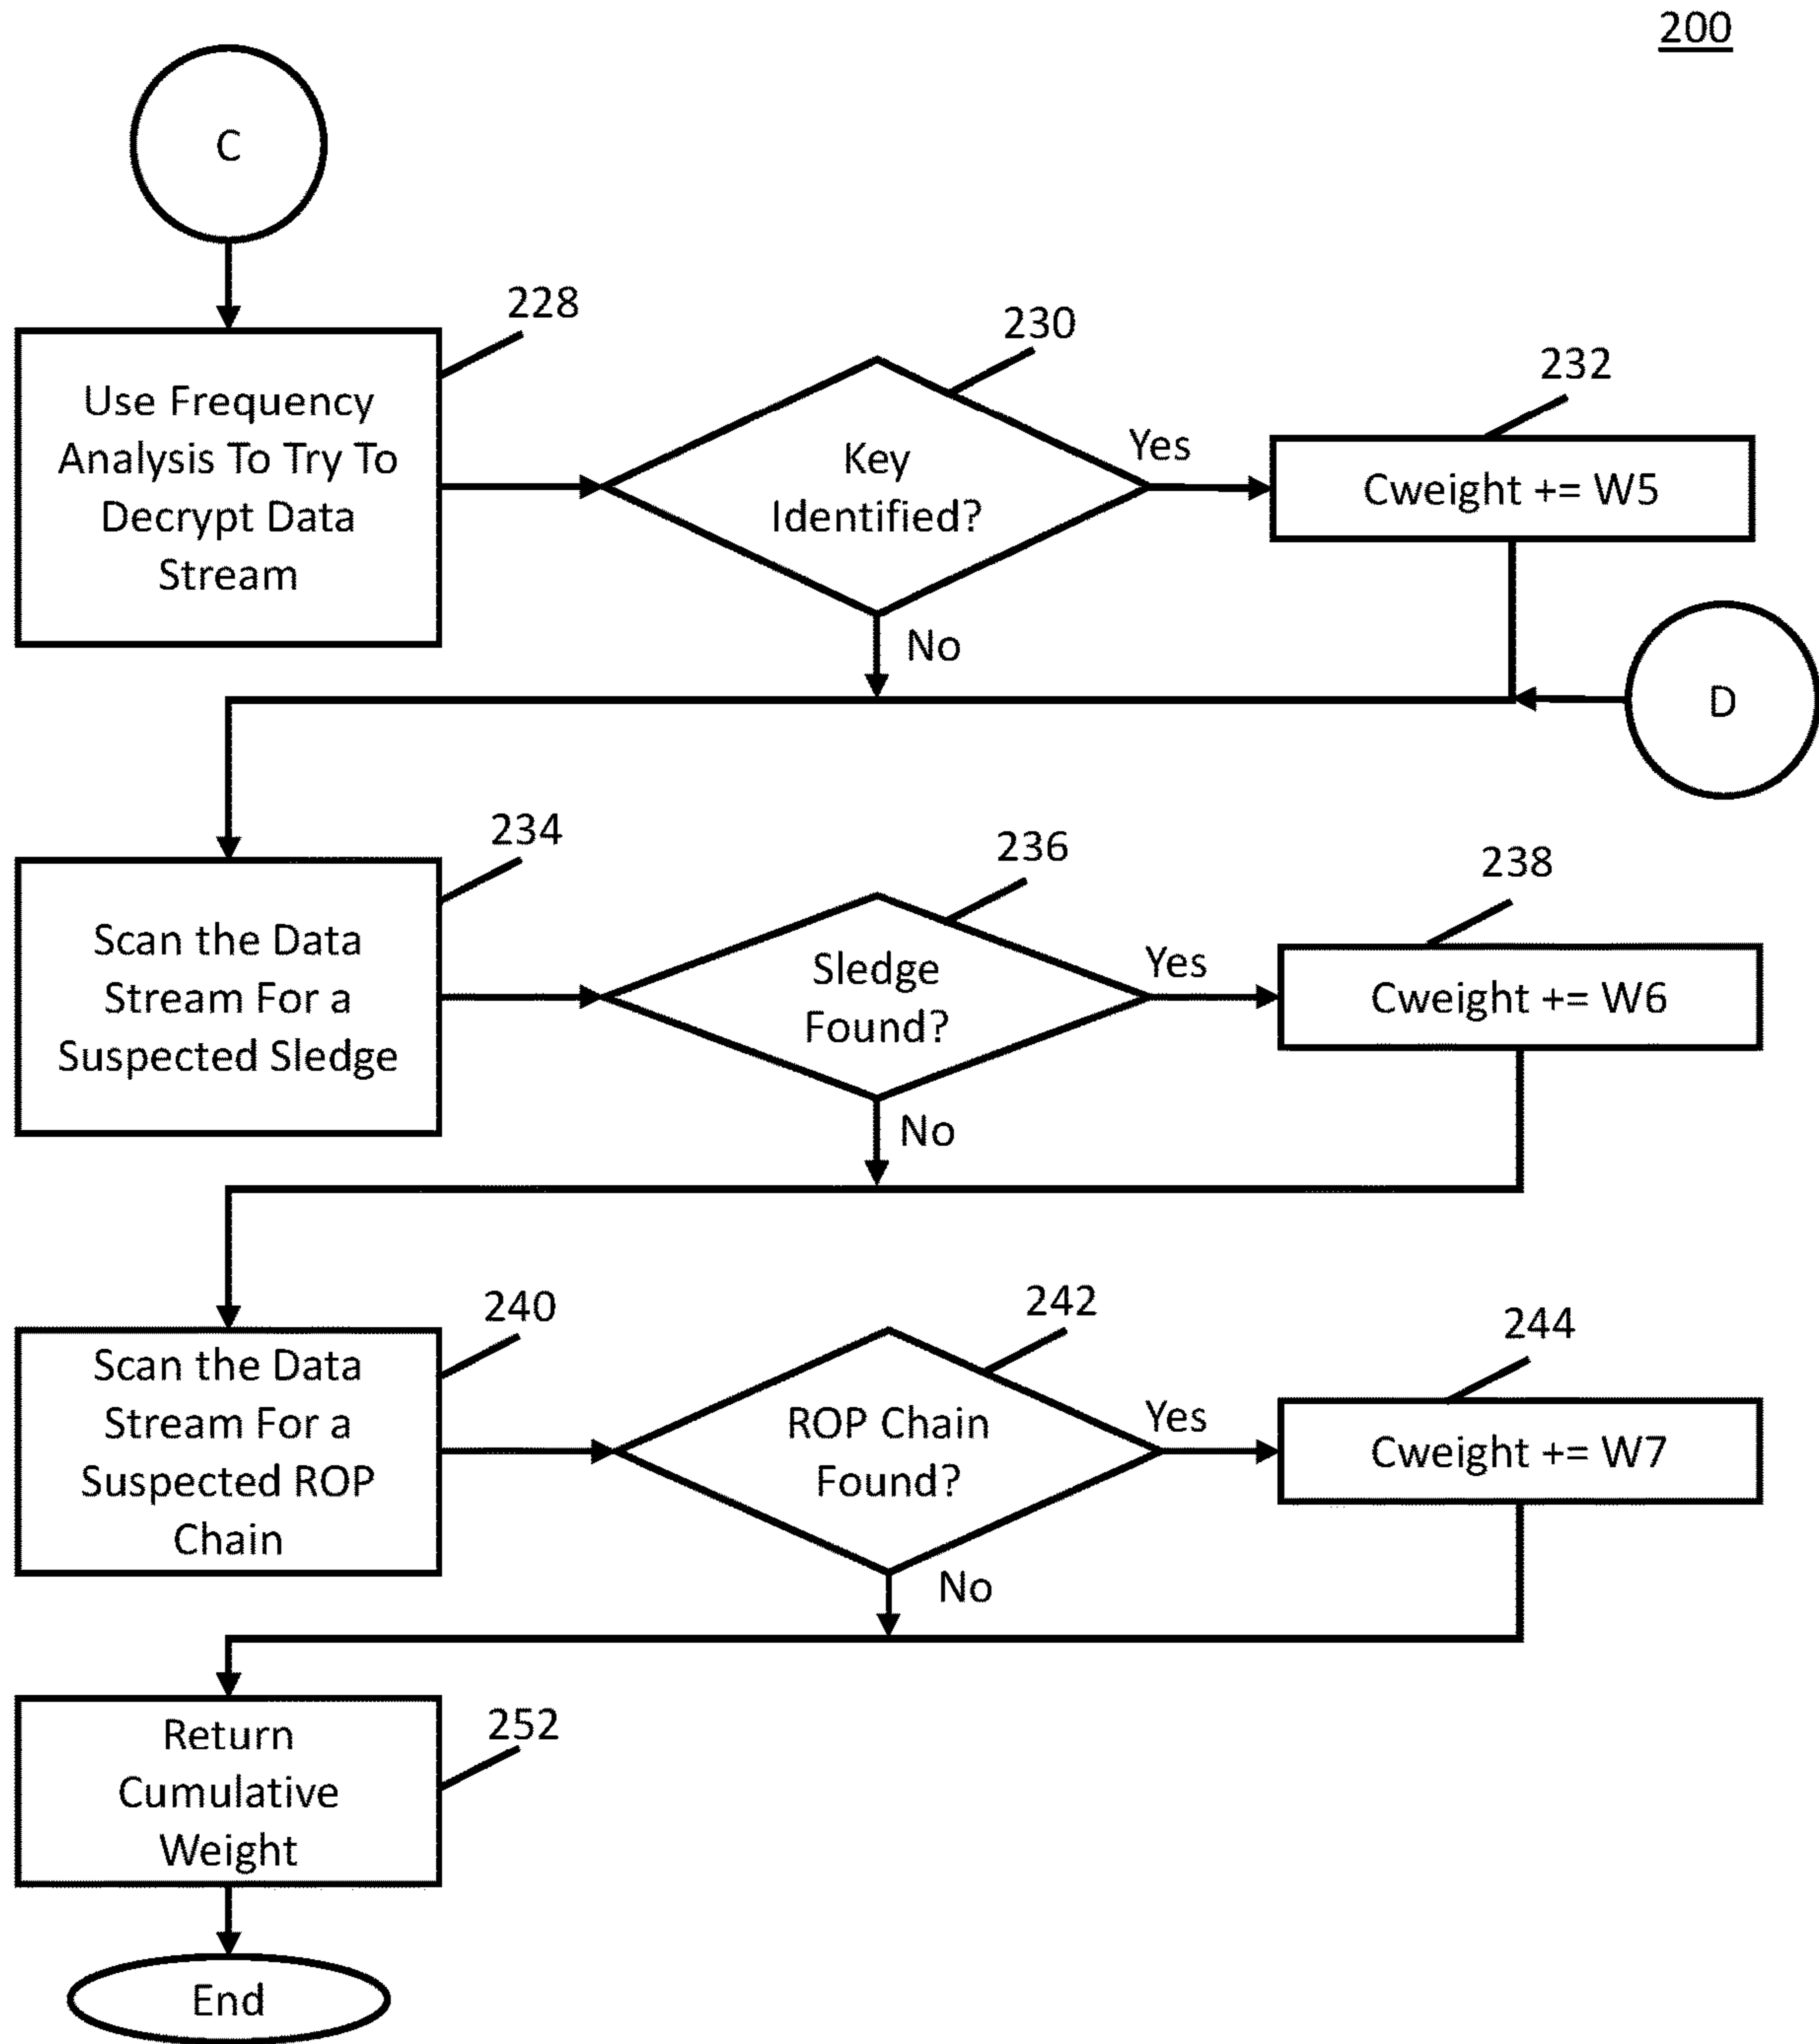 200
C
228
Use Frequency
Analysis To Try To
Decrypt Data
Stream
230
Key
Identified?
Yes
232
Cweight += W5
No
D
234
Scan the Data
Stream For a
Suspected Sledge
236
Sledge
Found?
Yes
238
Cweight += W6
No
240
Scan the Data
Stream For a
Suspected ROP
Chain
242
ROP Chain
Found?
Yes
244
Cweight += W7
No
252
Return
Cumulative
Weight
End